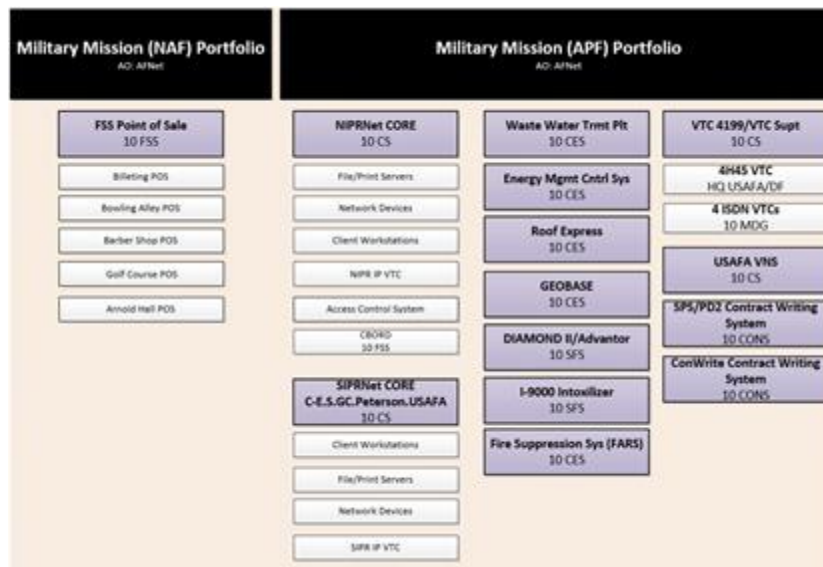 Military Mission (NAF) Portfolio
AO: AFNet
FSS Point of Sale
10 FSS
Billeting POS
Bowling Alley POS
Barber Shop POS
Golf Course POS
Arnold Hall POS
Military Mission (APF) Portfolio
AO: AFNet
NIPRNet CORE
10 CS
File/Print Servers
Network Devices
Client Workstations
NIPR IP VTC
Access Control System
CBORD
10 FSS
SIPRNet CORE
C-E.S.GC.Peterson.USAFA
10 CS
Client Workstations
File/Print Servers
Network Devices
SIPR IP VTC
Waste Water Trmt Plt
10 CES
Energy Mgmt Cntrl Sys
10 CES
Roof Express
10 CES
GEOBASE
10 CES
DIAMOND II/Advantor
10 SFS
I-9000 Intoxilizer
10 SFS
Fire Suppression Sys (FARS)
10 CES
VTC 4199/VTC Supt
10 CS
4H45 VTC
HQ USAFA/DF
4 ISDN VTCs
10 MDG
USAFA VNS
10 CS
SPS/PD2 Contract Writing
System
10 CONS
ConWrite Contract Writing
System
10 CONS